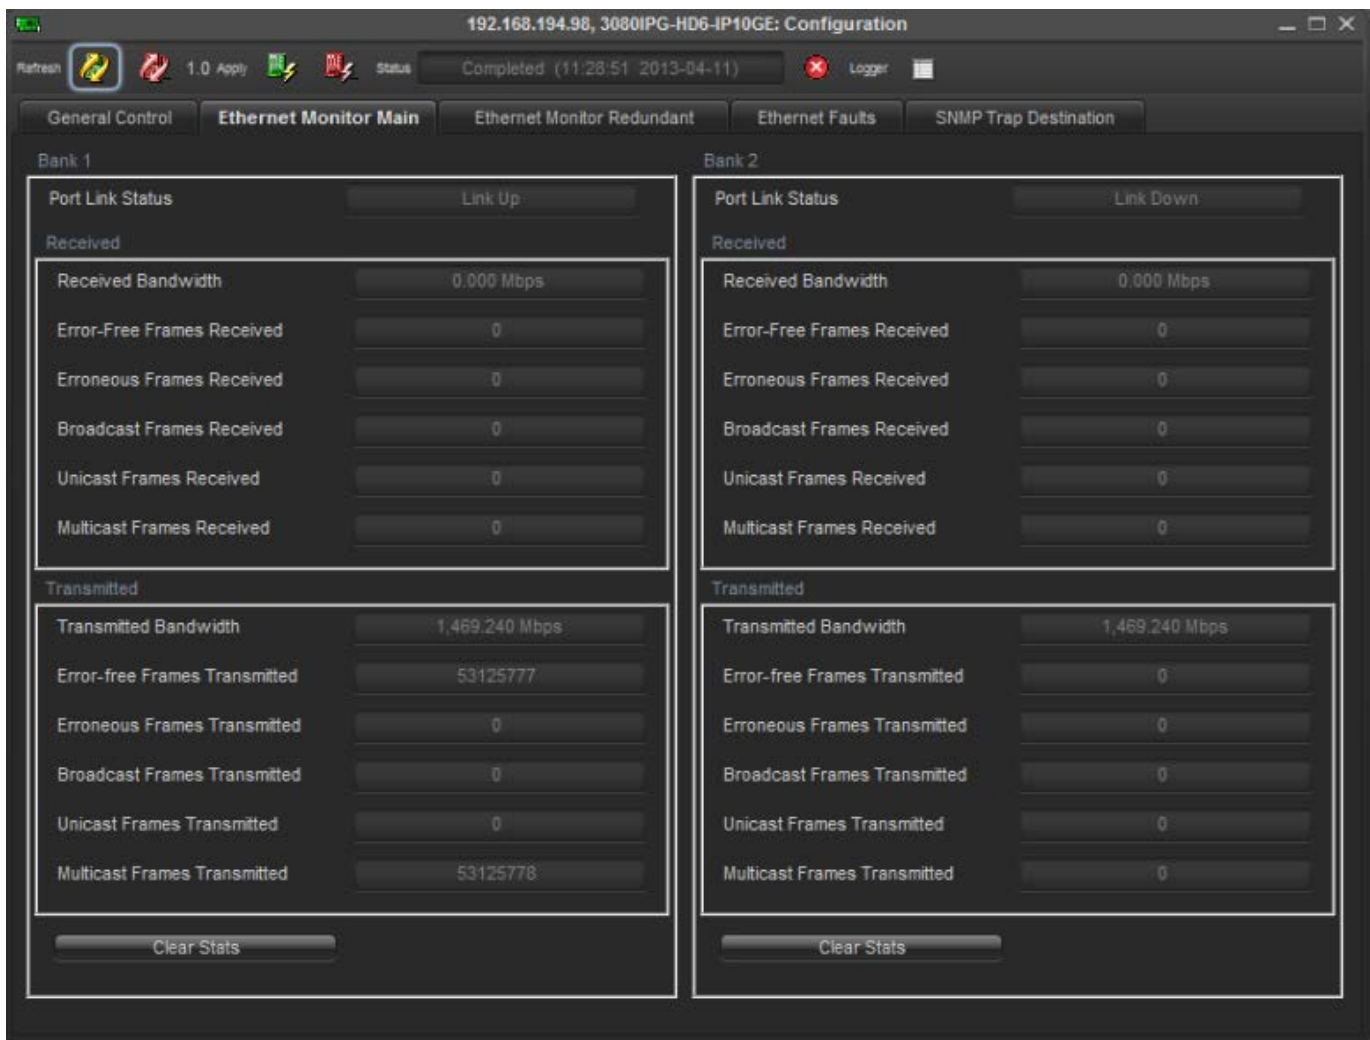 192.168.194.98, 3080IPG-HD6-IP10GE: Configuration
Refresh 1.0 Apply Status Completed (11:28:51 2013-04-11) Logger
General Control Ethernet Monitor Main Ethernet Monitor Redundant Ethernet Faults SNMP Trap Destination
Bank 1
Port Link Status Link Up
Received
Received Bandwidth 0.000 Mbps
Error-Free Frames Received 0
Erroneous Frames Received 0
Broadcast Frames Received 0
Unicast Frames Received 0
Multicast Frames Received 0
Transmitted
Transmitted Bandwidth 1,469.240 Mbps
Error-free Frames Transmitted 53125777
Erroneous Frames Transmitted 0
Broadcast Frames Transmitted 0
Unicast Frames Transmitted 0
Multicast Frames Transmitted 53125778
Clear Stats
Bank 2
Port Link Status Link Down
Received
Received Bandwidth 0.000 Mbps
Error-Free Frames Received 0
Erroneous Frames Received 0
Broadcast Frames Received 0
Unicast Frames Received 0
Multicast Frames Received 0
Transmitted
Transmitted Bandwidth 1,469.240 Mbps
Error-free Frames Transmitted 0
Erroneous Frames Transmitted 0
Broadcast Frames Transmitted 0
Unicast Frames Transmitted 0
Multicast Frames Transmitted 0
Clear Stats